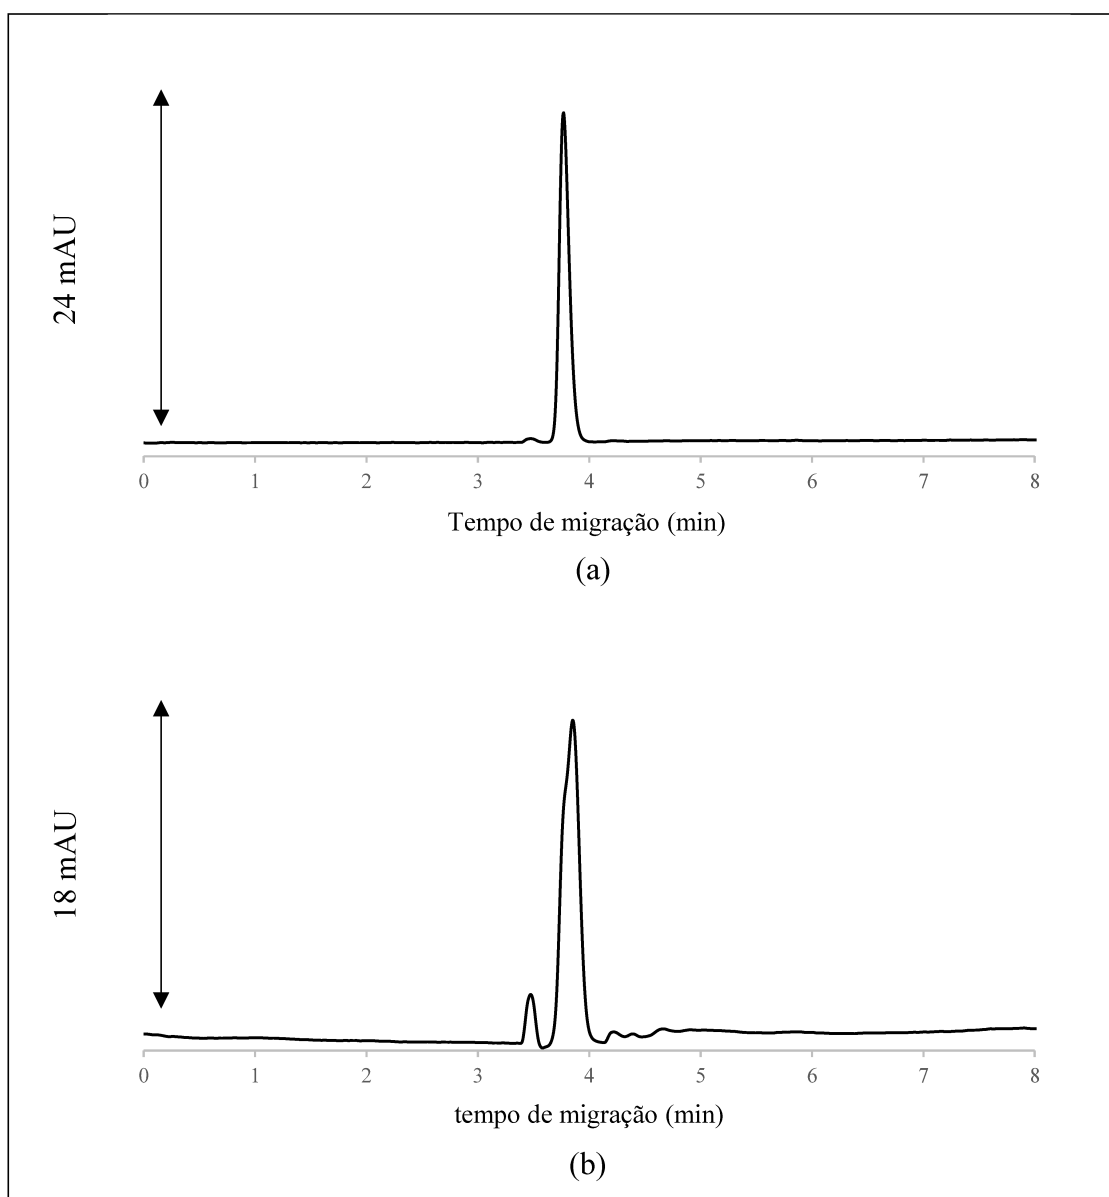 24 mAU
0 1 2 3 4 5 6 7 8
Tempo de migração (min)
(a)
18 mAU
0 1 2 3 4 5 6 7 8
tempo de migração (min)
(b)